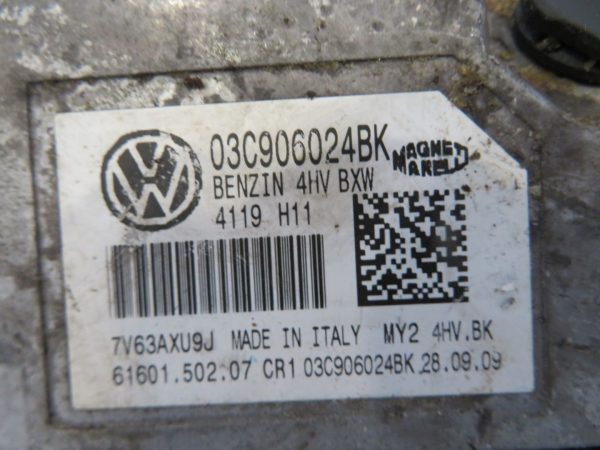 VW 03C906024BK MAGNETI MARELLI
BENZIN 4HV BXW
4119 H11
7V63AXU9J MADE IN ITALY MY2 4HV.BK
61601.502.07 CR1 03C906024BK 28.09.09